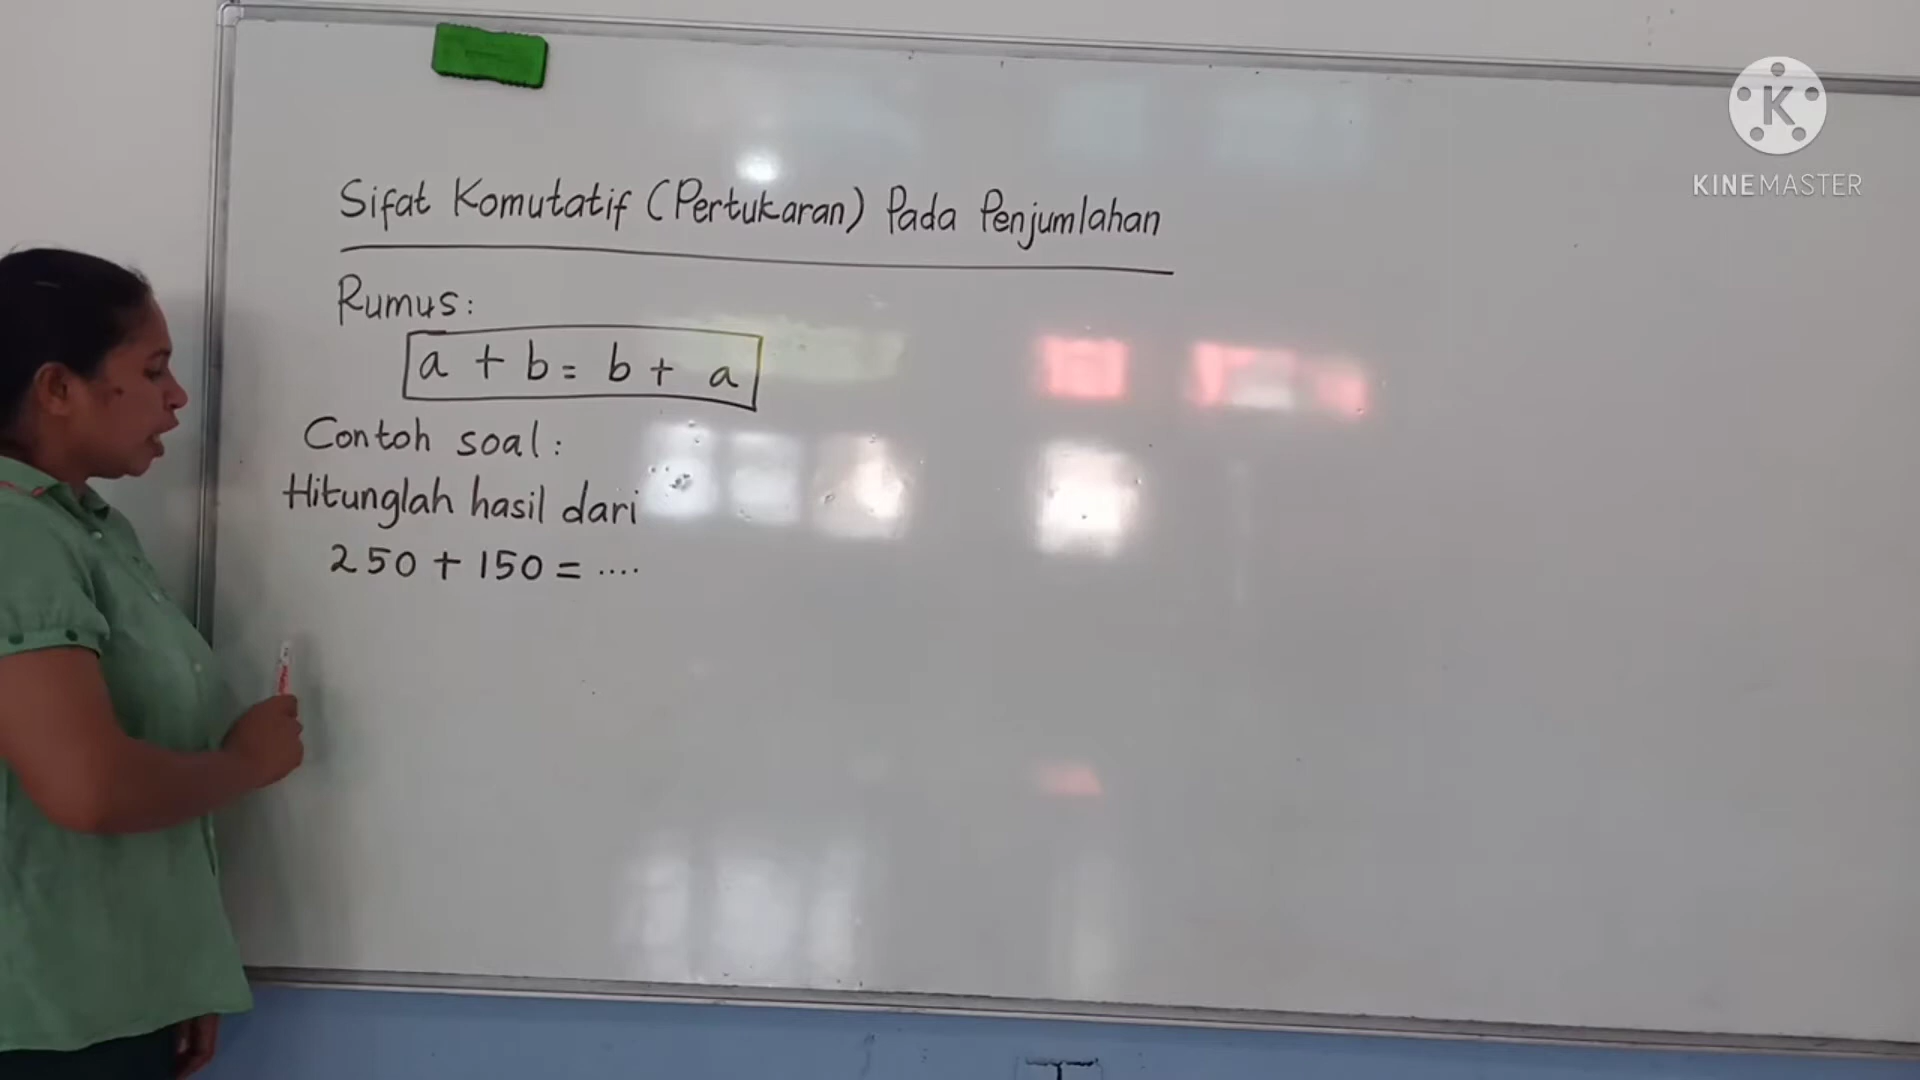 Sifat Komutatif (Pertukaran) Pada Penjumlahan
Rumus:
a + b = b + a
Contoh soal:
Hitunglah hasil dari
250 + 150 = ....
K
KINEMASTER